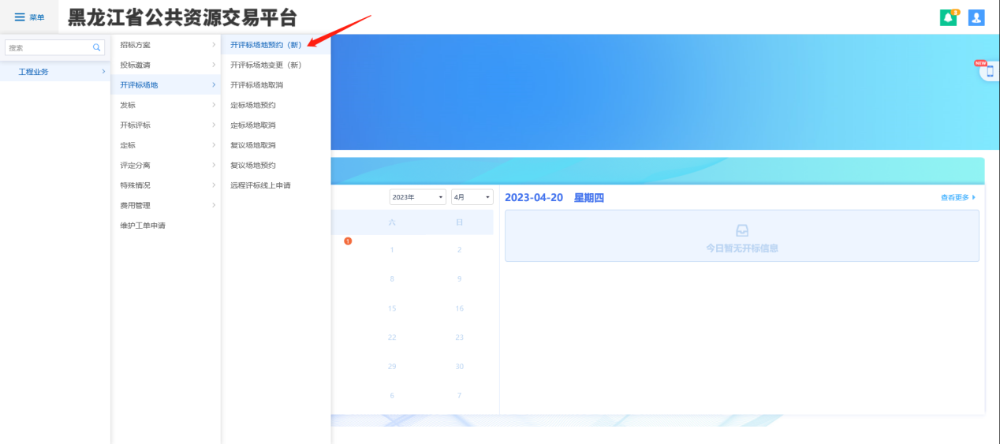 菜单
黑龙江省公共资源交易平台
8
搜索
工程业务
招标方案
投标邀请
开评标场地
发标
开标评标
定标
评定分离
特殊情况
费用管理
维护工单申请
开评标场地预约（新）
开评标场地变更（新）
开评标场地取消
定标场地预约
定标场地取消
复议场地取消
复议场地预约
远程评标线上申请
NEW
2023年 4月
六 日
1
1 2
8 9
15 16
22 23
29 30
6 7
2023-04-20 星期四
查看更多
今日暂无开标信息